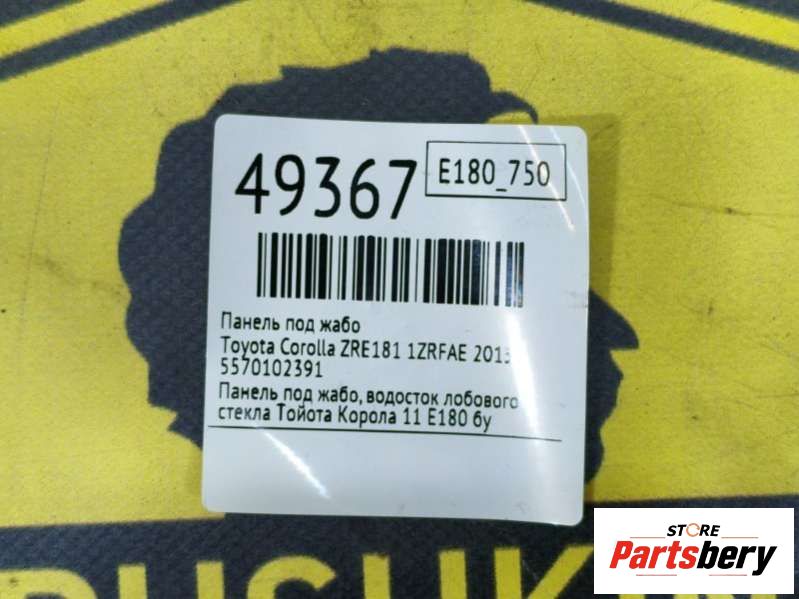 49367
E180_750
Панель под жабо
Toyota Corolla ZRE181 1ZRFAE 2013
5570102391
Панель под жабо, водосток лобового
стекла Тойота Корола 11 Е180 бу
STORE
Partsbery